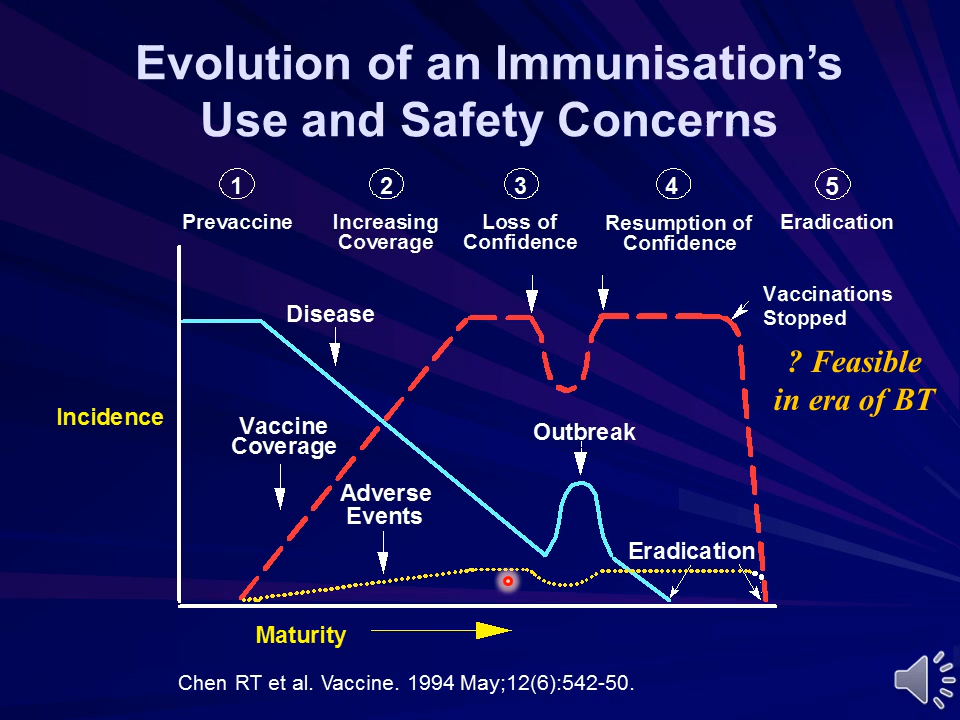 Evolution of an Immunisation’s
Use and Safety Concerns
1 2 3 4 5
Prevaccine
Increasing
Coverage
Loss of
Confidence
Resumption of
Confidence
Eradication
Vaccinations
Stopped
Disease
? Feasible
in era of BT
Incidence
Vaccine
Coverage
Outbreak
Adverse
Events
Eradication
Maturity
Chen RT et al. Vaccine. 1994 May;12(6):542-50.